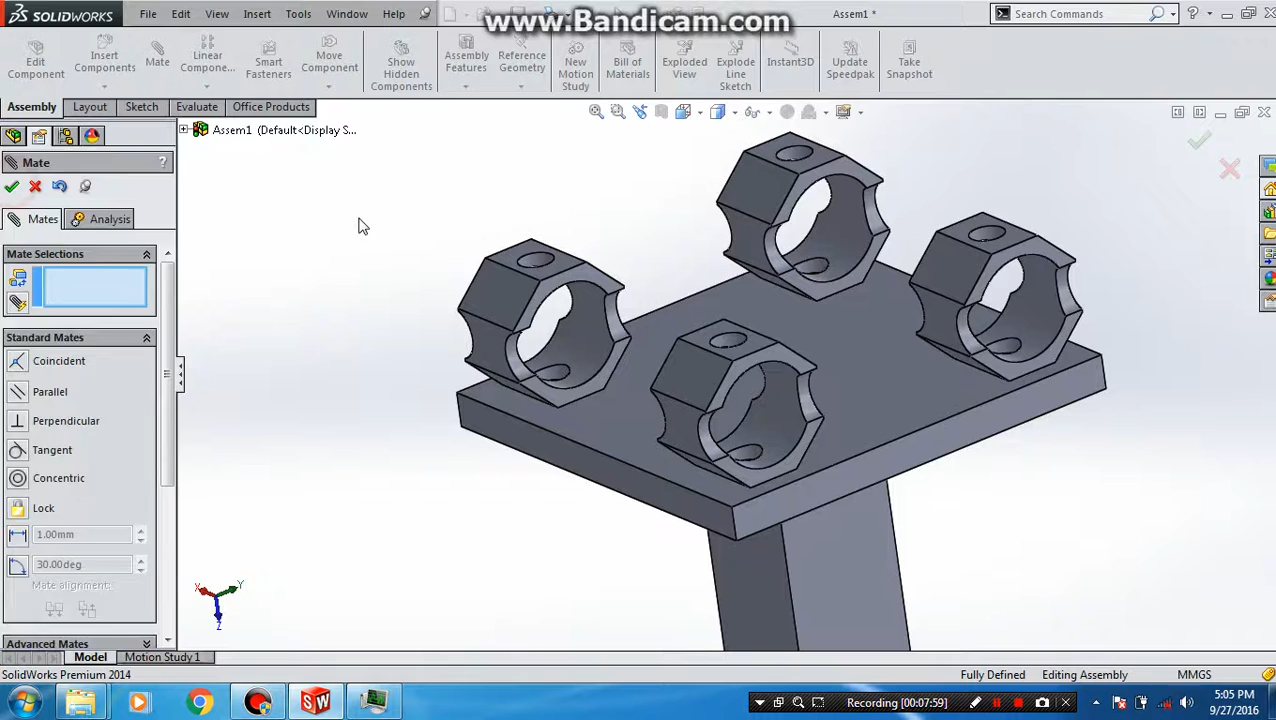 SOLIDWORKS
File
Edit
View
Insert
Tools
Window
Help
www.Bandicam.com
Assem1 *
Search Commands
Edit Component
Insert Components
Mate
Linear Compone...
Smart Fasteners
Move Component
Show Hidden Components
Assembly Features
Reference Geometry
New Motion Study
Bill of Materials
Exploded View
Explode Line Sketch
Instant3D
Update Speedpak
Take Snapshot
Assembly
Layout
Sketch
Evaluate
Office Products
Assem1 (Default<Display S...
Mate
?
Mates
Analysis
Mate Selections
Standard Mates
Coincident
Parallel
Perpendicular
Tangent
Concentric
Lock
1.00mm
30.00deg
Mate alignment:
Advanced Mates
X
Y
Z
Model
Motion Study 1
SolidWorks Premium 2014
Fully Defined
Editing Assembly
MMGS
Recording [00:07:59]
5:05 PM
9/27/2016